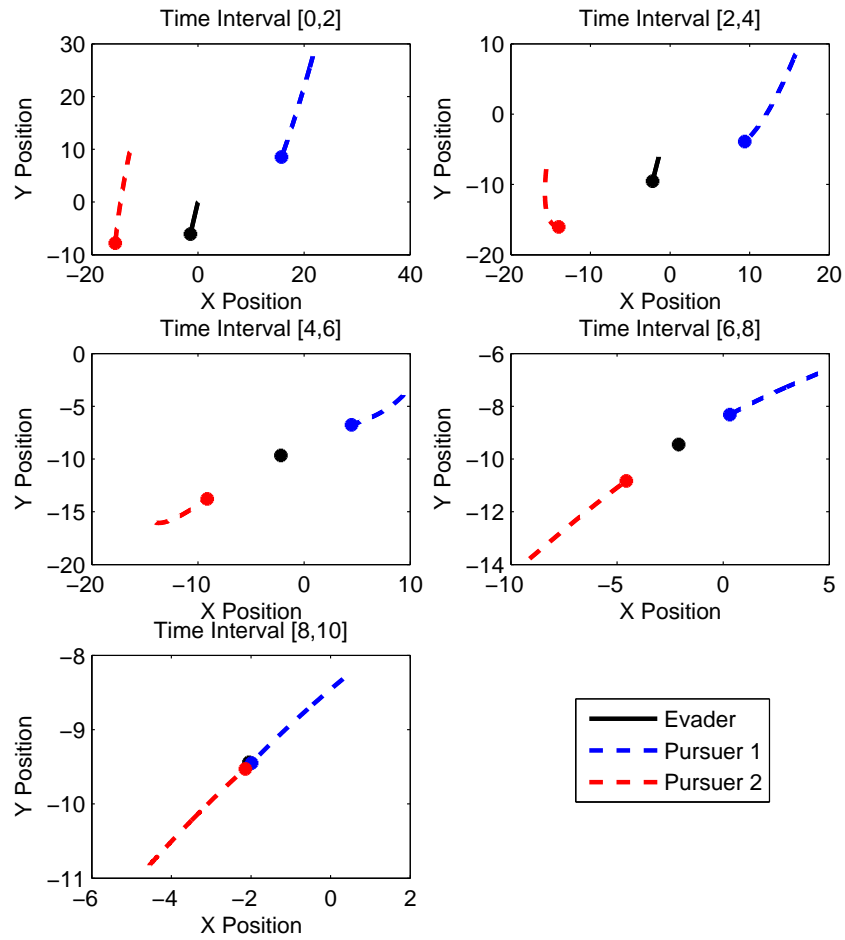 Time Interval [0,2]
30
20
10
0
−10
−20
0
20
40
X Position
Y Position
Time Interval [2,4]
10
0
−10
−20
−20
−10
0
10
20
X Position
Y Position
Time Interval [4,6]
0
−5
−10
−15
−20
−20
−10
0
10
X Position
Y Position
Time Interval [6,8]
−6
−8
−10
−12
−14
−10
−5
0
5
X Position
Y Position
Time Interval [8,10]
−8
−9
−10
−11
−6
−4
−2
0
2
X Position
Y Position
Evader
Pursuer 1
Pursuer 2